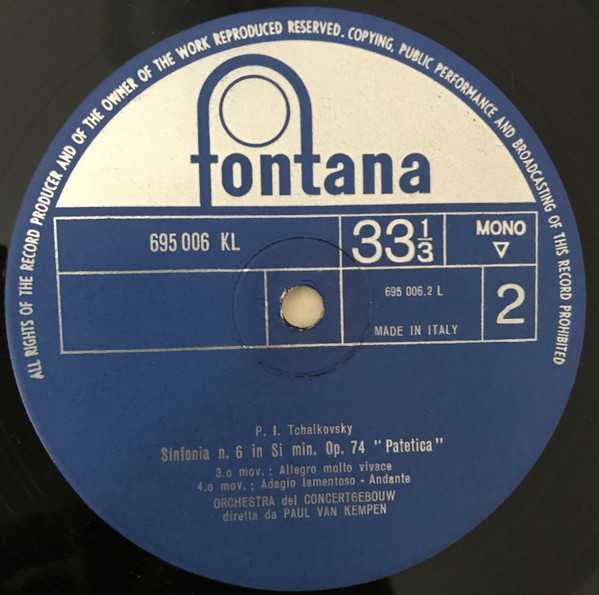 ALL RIGHTS OF THE RECORD PRODUCER AND OF THE OWNER OF THE WORK REPRODUCED RESERVED. COPYING, PUBLIC PERFORMANCE AND BROADCASTING OF THIS RECORD PROHIBITED
fontana
695 006 KL
33 1/3
MONO
695 006.2 L
MADE IN ITALY
2
P. I. Tchaikovsky
Sinfonia n. 6 in Si min. Op. 74 "Patetica"
3.o mov.: Allegro molto vivace
4.o mov.: Adagio lamentoso - Andante
ORCHESTRA del CONCERTGEBOUW
diretta da PAUL VAN KEMPEN